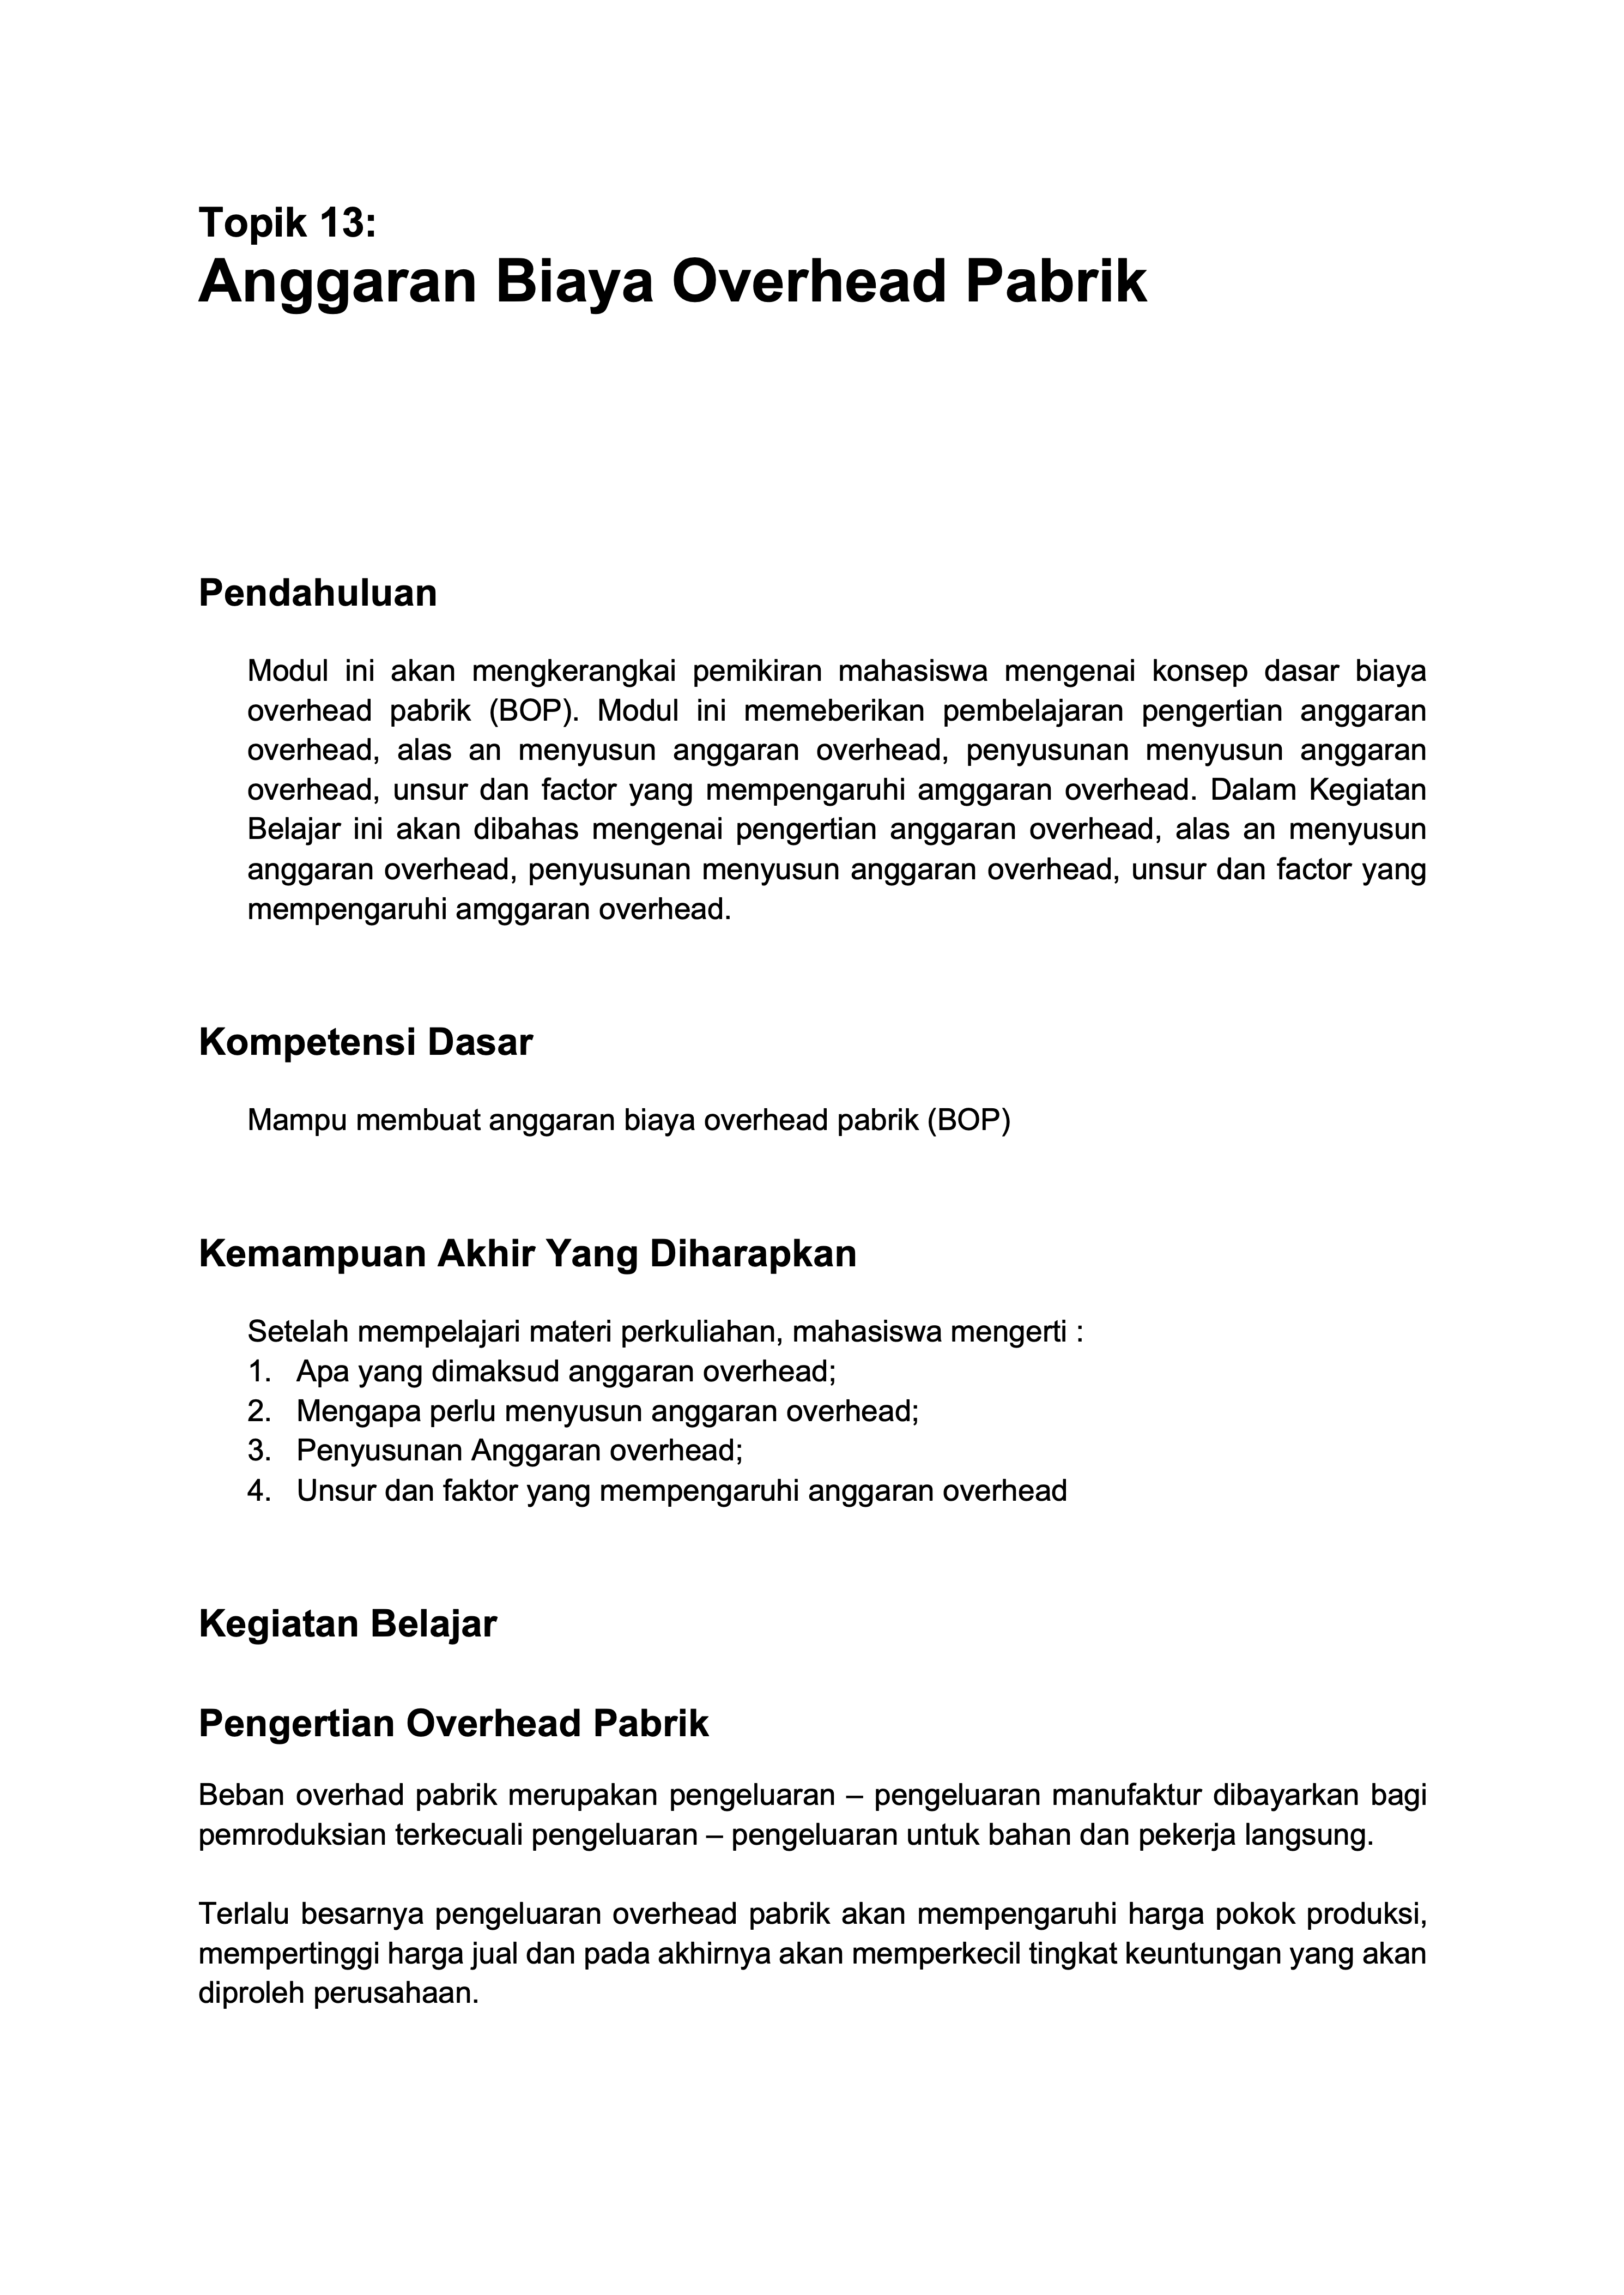 Topik 13:
Anggaran Biaya Overhead Pabrik
Pendahuluan
Modul ini akan mengkerangkai pemikiran mahasiswa mengenai konsep dasar biaya
overhead pabrik (BOP). Modul ini memeberikan pembelajaran pengertian anggaran
overhead, alas an menyusun anggaran overhead, penyusunan menyusun anggaran
overhead, unsur dan factor yang mempengaruhi amggaran overhead. Dalam Kegiatan
Belajar ini akan dibahas mengenai pengertian anggaran overhead, alas an menyusun
anggaran overhead, penyusunan menyusun anggaran overhead, unsur dan factor yang
mempengaruhi amggaran overhead.
Kompetensi Dasar
Mampu membuat anggaran biaya overhead pabrik (BOP)
Kemampuan Akhir Yang Diharapkan
Setelah mempelajari materi perkuliahan, mahasiswa mengerti :
1. Apa yang dimaksud anggaran overhead;
2. Mengapa perlu menyusun anggaran overhead;
3. Penyusunan Anggaran overhead;
4. Unsur dan faktor yang mempengaruhi anggaran overhead
Kegiatan Belajar
Pengertian Overhead Pabrik
Beban overhad pabrik merupakan pengeluaran – pengeluaran manufaktur dibayarkan bagi
pemroduksian terkecuali pengeluaran – pengeluaran untuk bahan dan pekerja langsung.
Terlalu besarnya pengeluaran overhead pabrik akan mempengaruhi harga pokok produksi,
mempertinggi harga jual dan pada akhirnya akan memperkecil tingkat keuntungan yang akan
diproleh perusahaan.